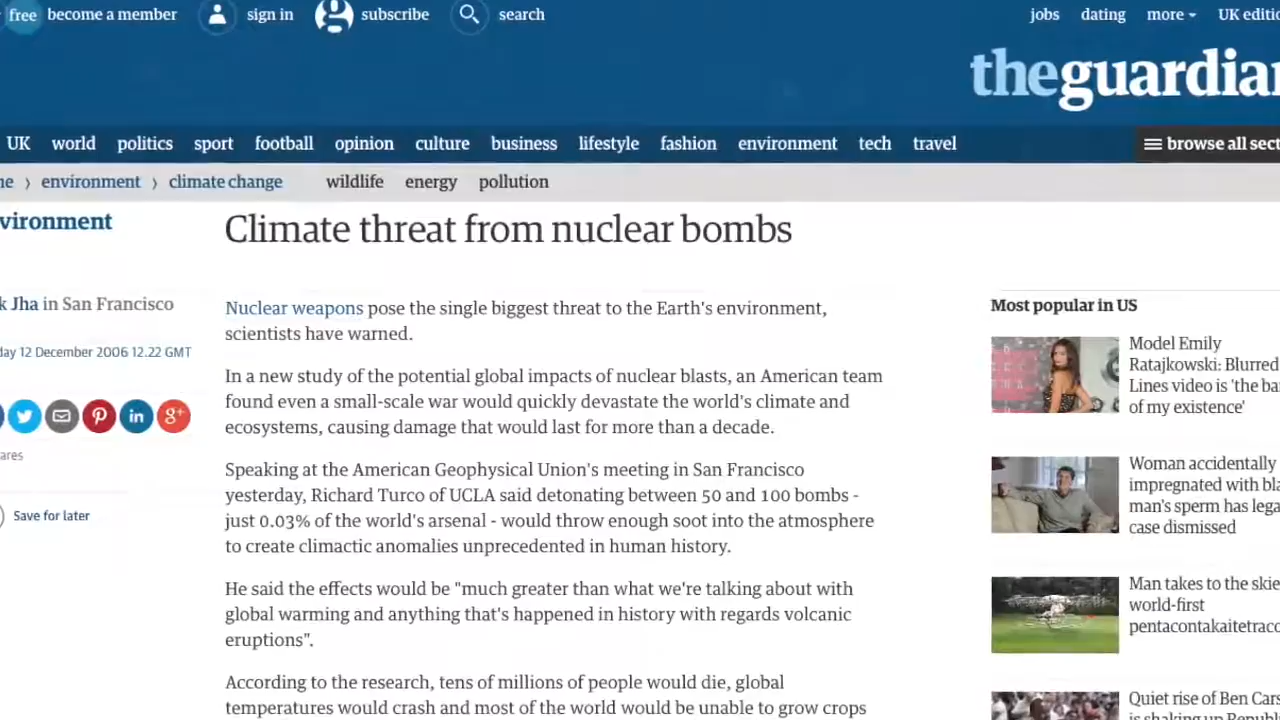 free become a member sign in subscribe search jobs dating more UK
theguardian
UK world politics sport football opinion culture business lifestyle fashion environment tech travel browse all
environment › climate change wildlife energy pollution
Climate threat from nuclear bombs
Jha in San Francisco
12 December 2006 12.22 GMT
Save for later
Nuclear weapons pose the single biggest threat to the Earth's environment,
scientists have warned.
In a new study of the potential global impacts of nuclear blasts, an American team
found even a small-scale war would quickly devastate the world's climate and
ecosystems, causing damage that would last for more than a decade.
Speaking at the American Geophysical Union's meeting in San Francisco
yesterday, Richard Turco of UCLA said detonating between 50 and 100 bombs -
just 0.03% of the world's arsenal - would throw enough soot into the atmosphere
to create climactic anomalies unprecedented in human history.
He said the effects would be "much greater than what we're talking about with
global warming and anything that's happened in history with regards volcanic
eruptions".
According to the research, tens of millions of people would die, global
temperatures would crash and most of the world would be unable to grow crops
Most popular in US
Model Emily
Ratajkowski: Blurred
Lines video is 'the
of my existence'
Woman accidentally
impregnated with
man's sperm has
case dismissed
Man takes to the
world-first
Quiet rise of Ben
is shaking up